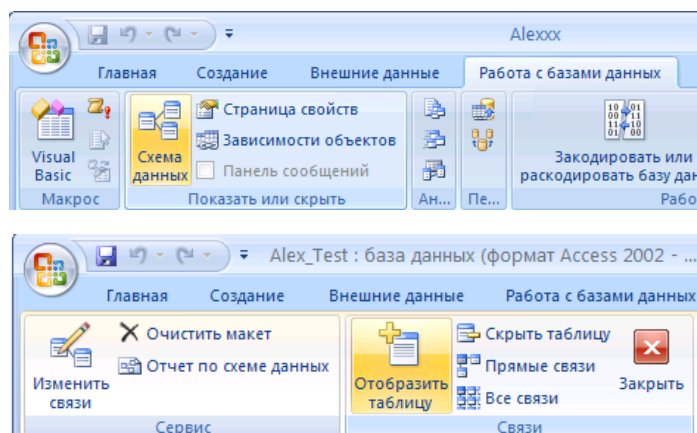 Alexxx
Главная Создание Внешние данные Работа с базами данных
Visual Basic
Схема данных
Страница свойств
Зависимости объектов
Панель сообщений
Закодировать или
раскодировать базу дан
Макрос Показать или скрыть Ан... Пе... Рабо
Alex_Test : база данных (формат Access 2002 - ...
Главная Создание Внешние данные Работа с базами данных
Изменить связи
Очистить макет
Отчет по схеме данных
Отобразить таблицу
Скрыть таблицу
Прямые связи
Все связи
Закрыть
Сервис Связи